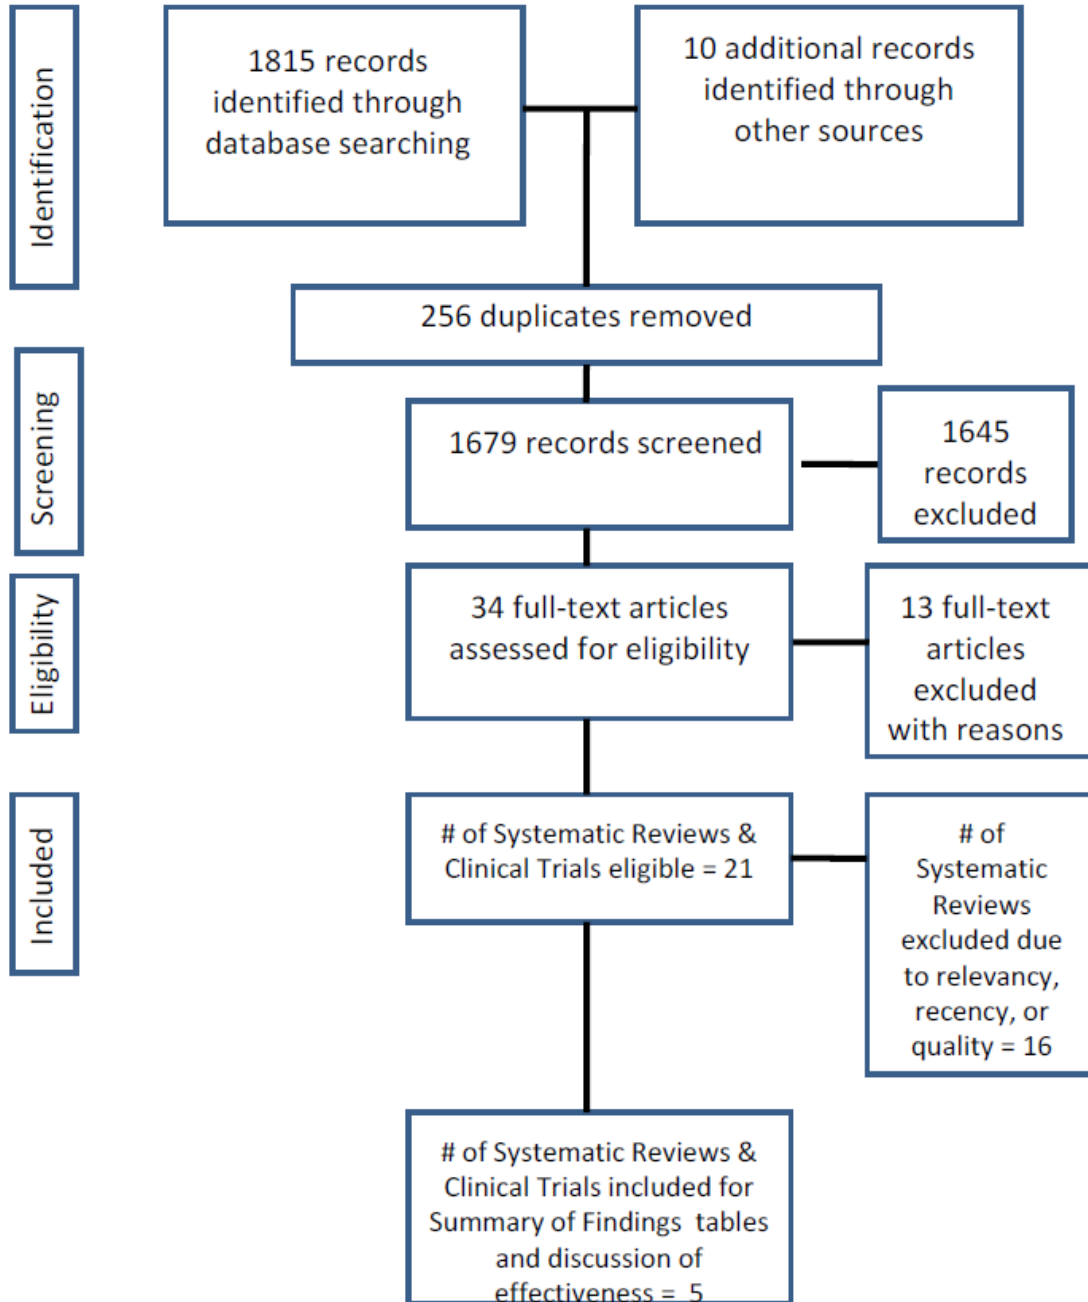 Identification
1815 records
identified through
database searching
10 additional records
identified through
other sources
256 duplicates removed
Screening
1679 records screened
1645
records
excluded
Eligibility
34 full-text articles
assessed for eligibility
13 full-text
articles
excluded
with reasons
Included
# of Systematic Reviews &
Clinical Trials eligible = 21
# of
Systematic
Reviews
excluded due
to relevancy,
recency, or
quality = 16
# of Systematic Reviews &
Clinical Trials included for
Summary of Findings tables
and discussion of
effectiveness = 5